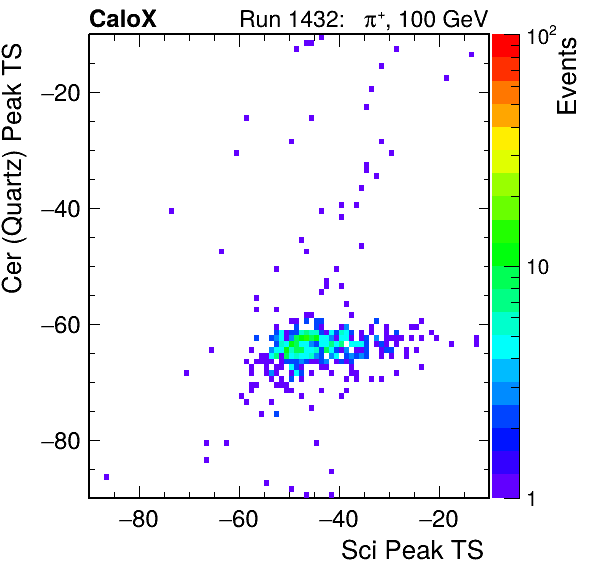 CaloX Run 1432: π⁺, 100 GeV
Cer (Quartz) Peak TS
−20
−40
−60
−80
−80 −60 −40 −20
Sci Peak TS
10²
10
1
Events